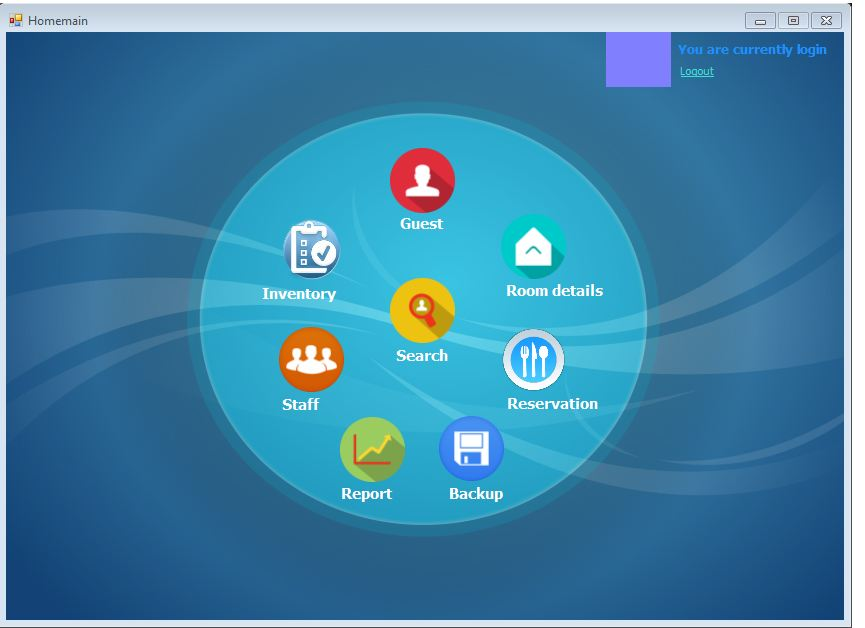 Homemain
You are currently login
Logout
Guest
Inventory
Room details
Search
Staff
Reservation
Report
Backup